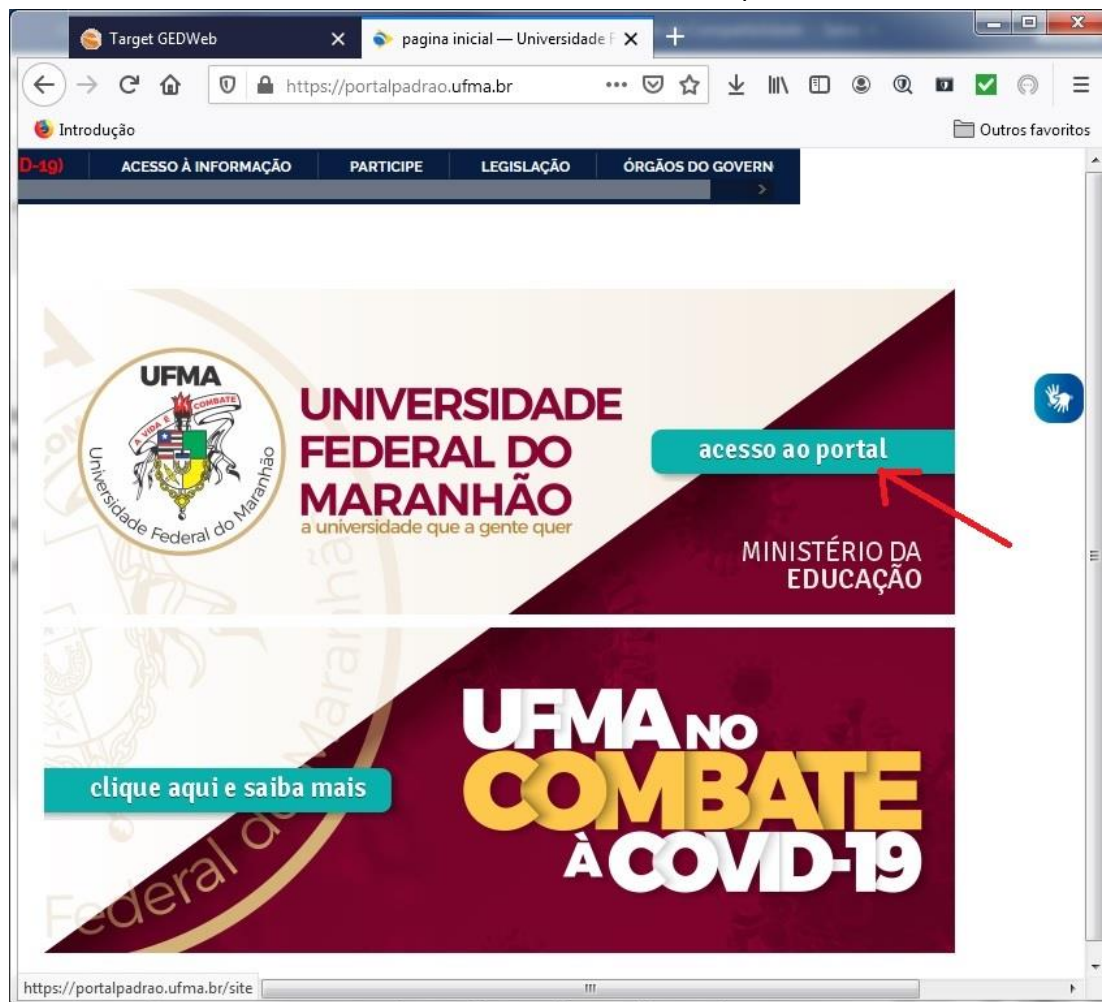 Target GEDWeb
pagina inicial — Universidade F
https://portalpadrao.ufma.br
Introdução
Outros favoritos
D-19)
ACESSO À INFORMAÇÃO
PARTICIPE
LEGISLAÇÃO
ÓRGÃOS DO GOVERN
UFMA
A VIDA É COMBATE
Universidade Federal do Maranhão
UNIVERSIDADE
FEDERAL DO
MARANHÃO
a universidade que a gente quer
acesso ao portal
MINISTÉRIO DA
EDUCAÇÃO
UFMA NO
COMBATE
À COVID-19
clique aqui e saiba mais
Federal do Maranhã
https://portalpadrao.ufma.br/site